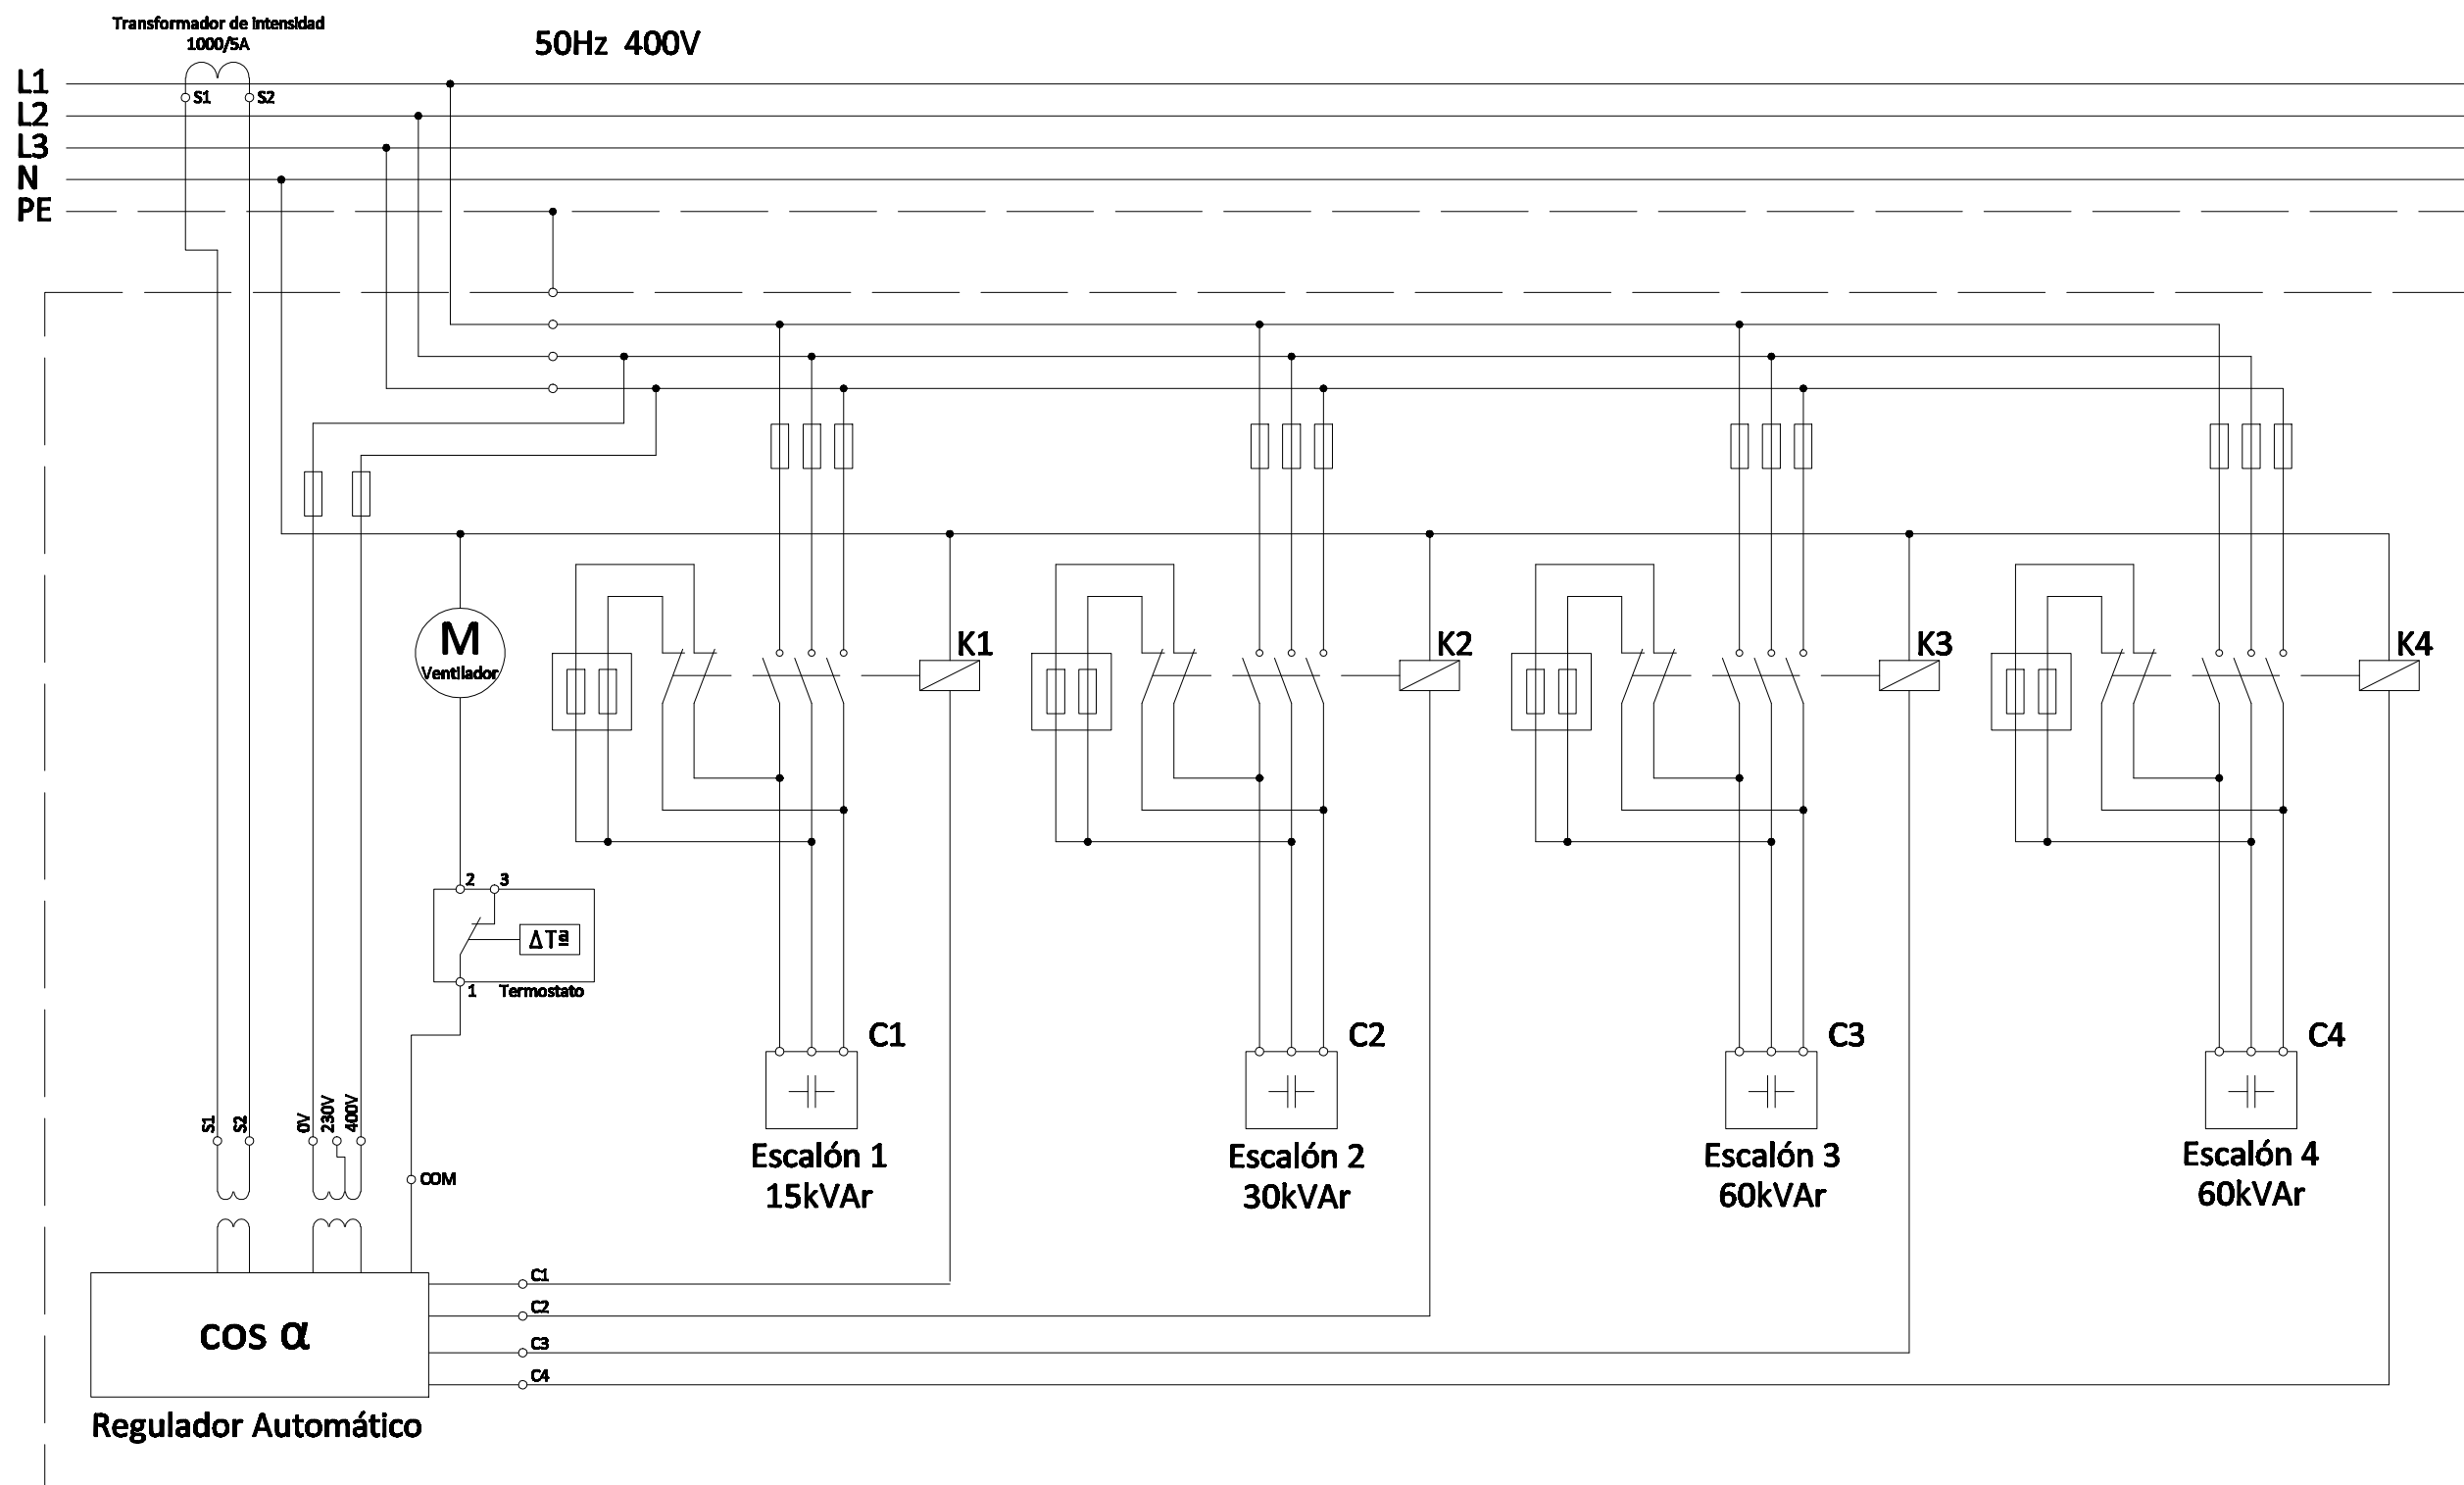 Transformador de intensidad
1000/5A
50Hz 400V
L1
L2
L3
N
PE
S1
S2
M
Ventilador
K1
K2
K3
K4
2
3
ΔTª
1
Termostato
C1
C2
C3
C4
S1
S2
0V
230V
400V
COM
Escalón 1
15kVAr
Escalón 2
30kVAr
Escalón 3
60kVAr
Escalón 4
60kVAr
C1
C2
C3
C4
cos α
Regulador Automático